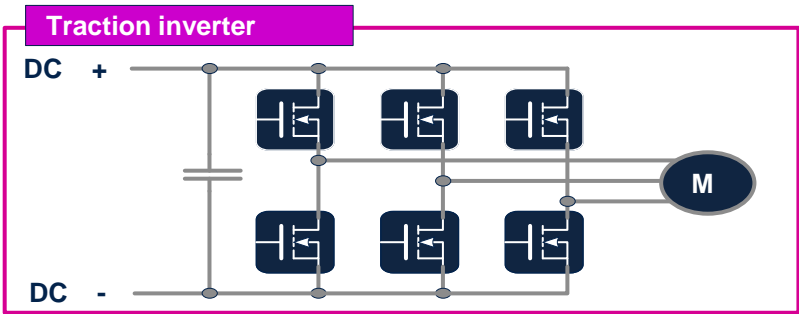 Traction inverter
DC +
M
DC -